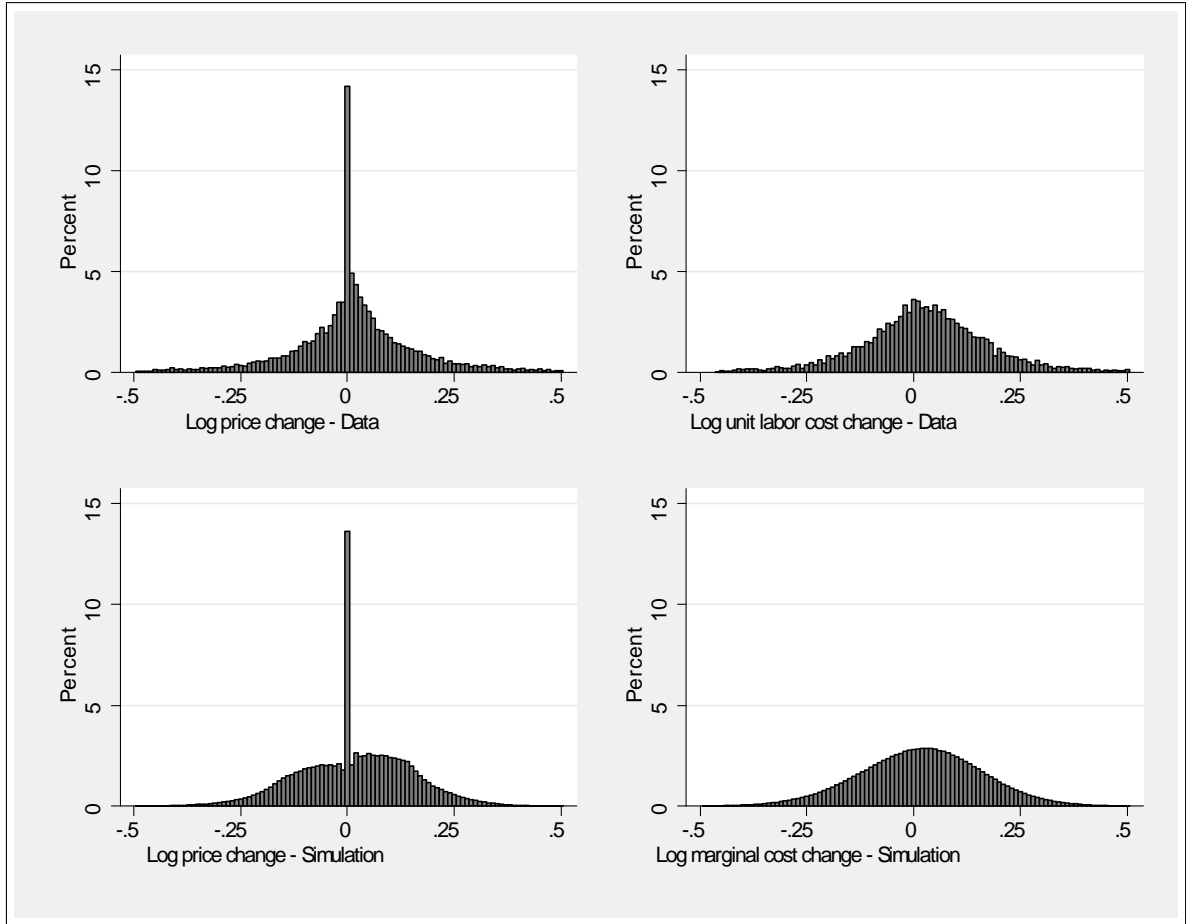 15
10
5
0
Percent
-.5 -.25 0 .25 .5
Log price change - Data
15
10
5
0
Percent
-.5 -.25 0 .25 .5
Log unit labor cost change - Data
15
10
5
0
Percent
-.5 -.25 0 .25 .5
Log price change - Simulation
15
10
5
0
Percent
-.5 -.25 0 .25 .5
Log marginal cost change - Simulation